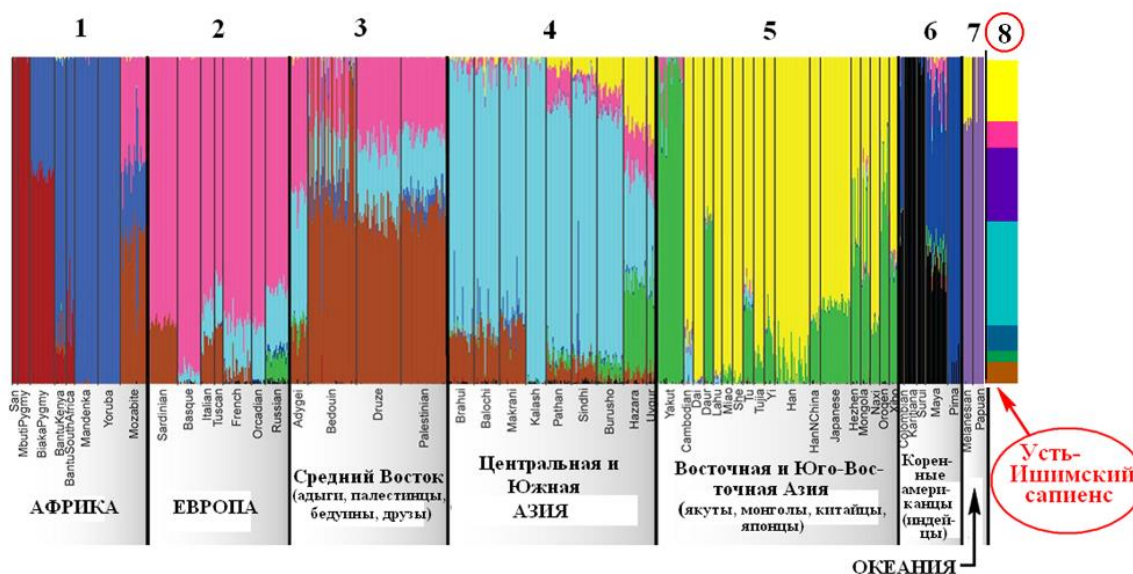 1 2 3 4 5 6 7 8
San
MbutiPygmy
BiakaPygmy
BantuKenya
BantuSouthAfrica
Mandenka
Yoruba
Mozabite
Sardinian
Basque
Italian
Tuscan
French
Orcadian
Russian
Adygei
Bedouin
Druze
Palestinian
Brahui
Balochi
Makrani
Kalash
Pathan
Sindhi
Burusho
Hazara
Uygur
Yakut
Cambodian
Dai
Daur
Lahu
Miao
She
Tu
Tujia
Yi
Han
HanNChina
Japanese
Hezhen
Mongola
Naxi
Oroqen
Xibo
Colombian
Karitiana
Surui
Maya
Pima
Melanesian
Papuan
АФРИКА
ЕВРОПА
Средний Восток
(адыги, палестинцы,
бедуины, друзы)
Центральная и
Южная
АЗИЯ
Восточная и Юго-Вос-
точная Азия
(якуты, монголы, китайцы,
японцы)
Корен-
ные
амери-
канцы
(индей-
цы)
ОКЕАНИЯ
Усть-
Ишимский
сапиенс